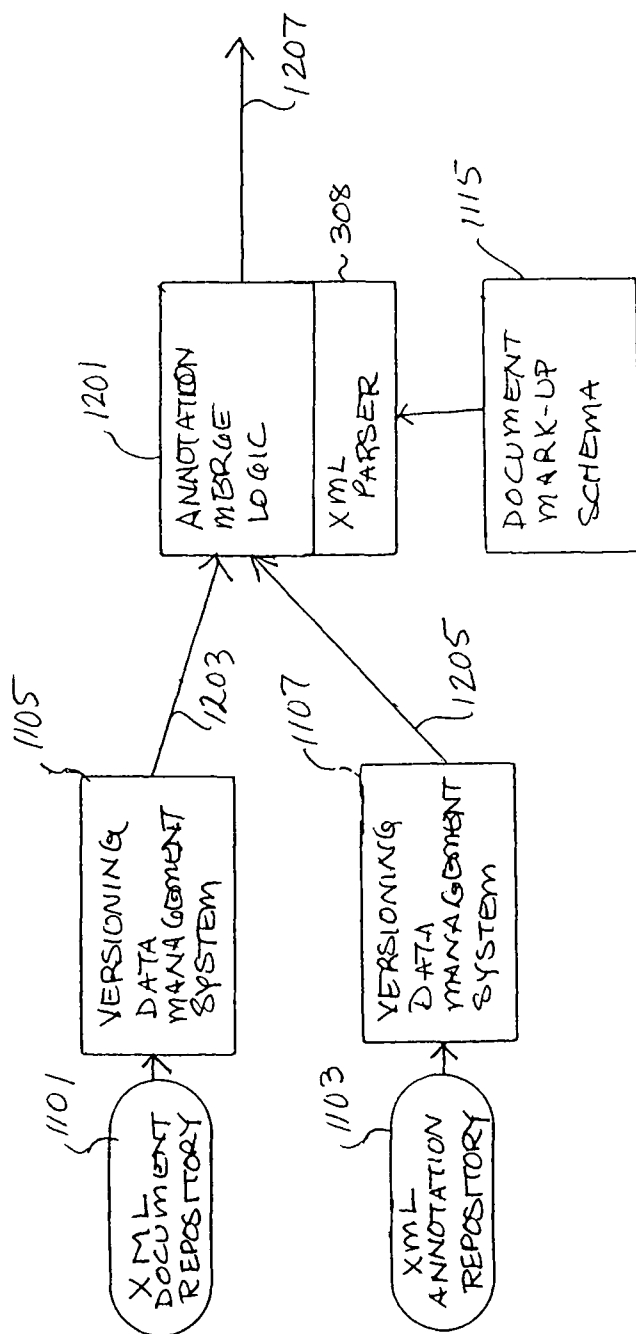 1101
XML
DOCUMENT
REPOSITORY
1105
VERSIONING
DATA
MANAGEMENT
SYSTEM
1203
1103
XML
ANNOTATION
REPOSITORY
1107
VERSIONING
DATA
MANAGEMENT
SYSTEM
1205
1201
ANNOTATION
MERGE
LOGIC
XML
PARSER
308
1207
1115
DOCUMENT
MARK-UP
SCHEMA